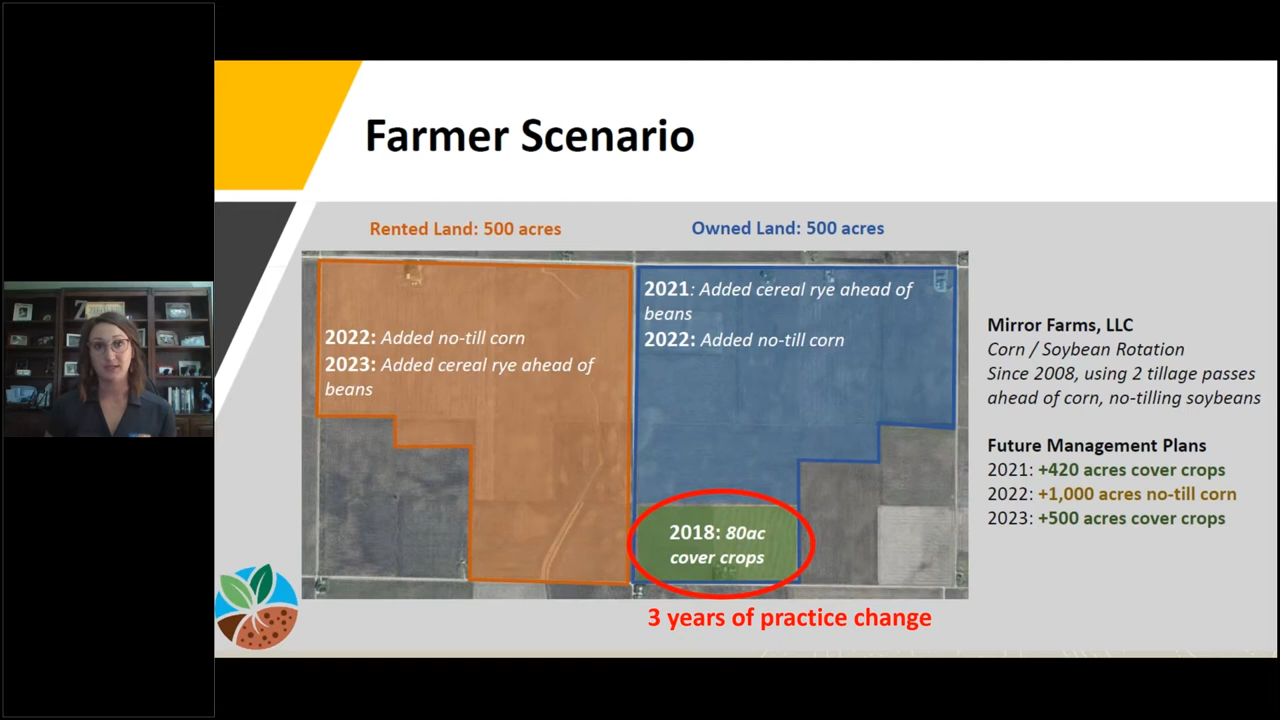 Farmer Scenario
Rented Land: 500 acres
Owned Land: 500 acres
2022: Added no-till corn
2023: Added cereal rye ahead of
beans
2021: Added cereal rye ahead of
beans
2022: Added no-till corn
2018: 80ac
cover crops
3 years of practice change
Mirror Farms, LLC
Corn / Soybean Rotation
Since 2008, using 2 tillage passes
ahead of corn, no-tilling soybeans
Future Management Plans
2021: +420 acres cover crops
2022: +1,000 acres no-till corn
2023: +500 acres cover crops